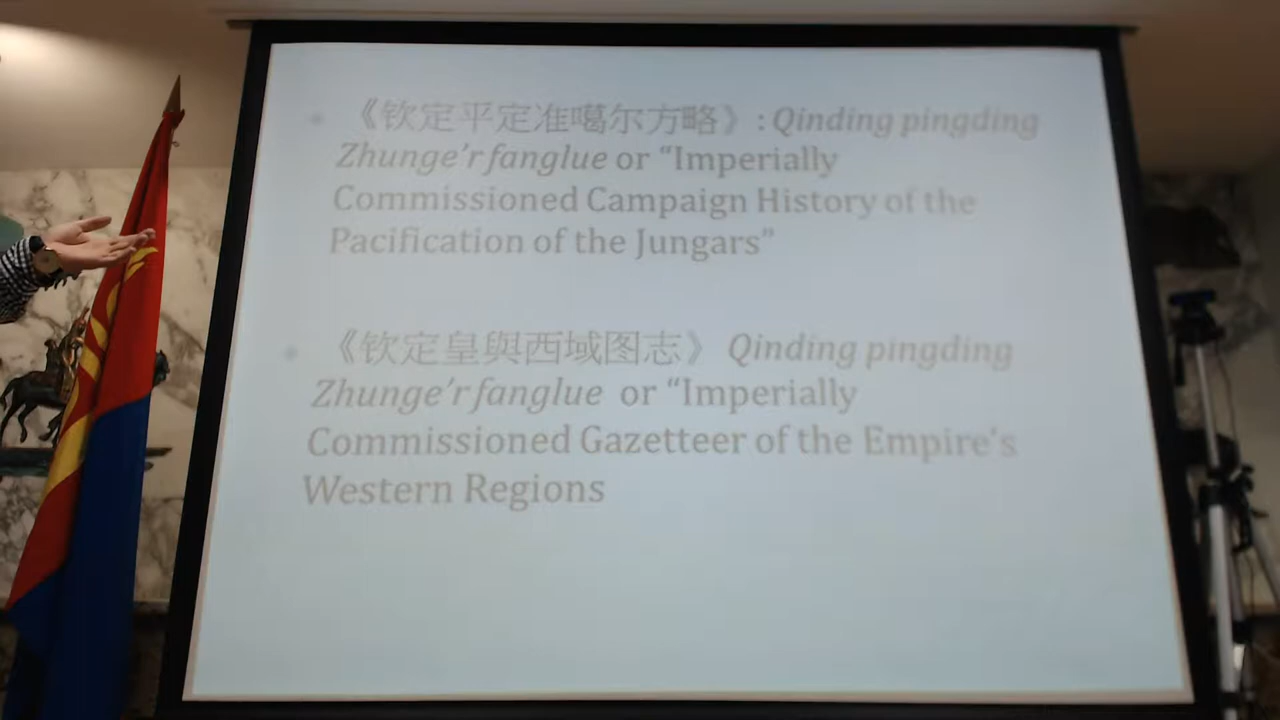 《钦定平定准噶尔方略》: Qinding pingding
Zhunge'r fanglue or “Imperially
Commissioned Campaign History of the
Pacification of the Jungars”
《钦定皇舆西域图志》 Qinding pingding
Zhunge'r fanglue or “Imperially
Commissioned Gazetteer of the Empire's
Western Regions